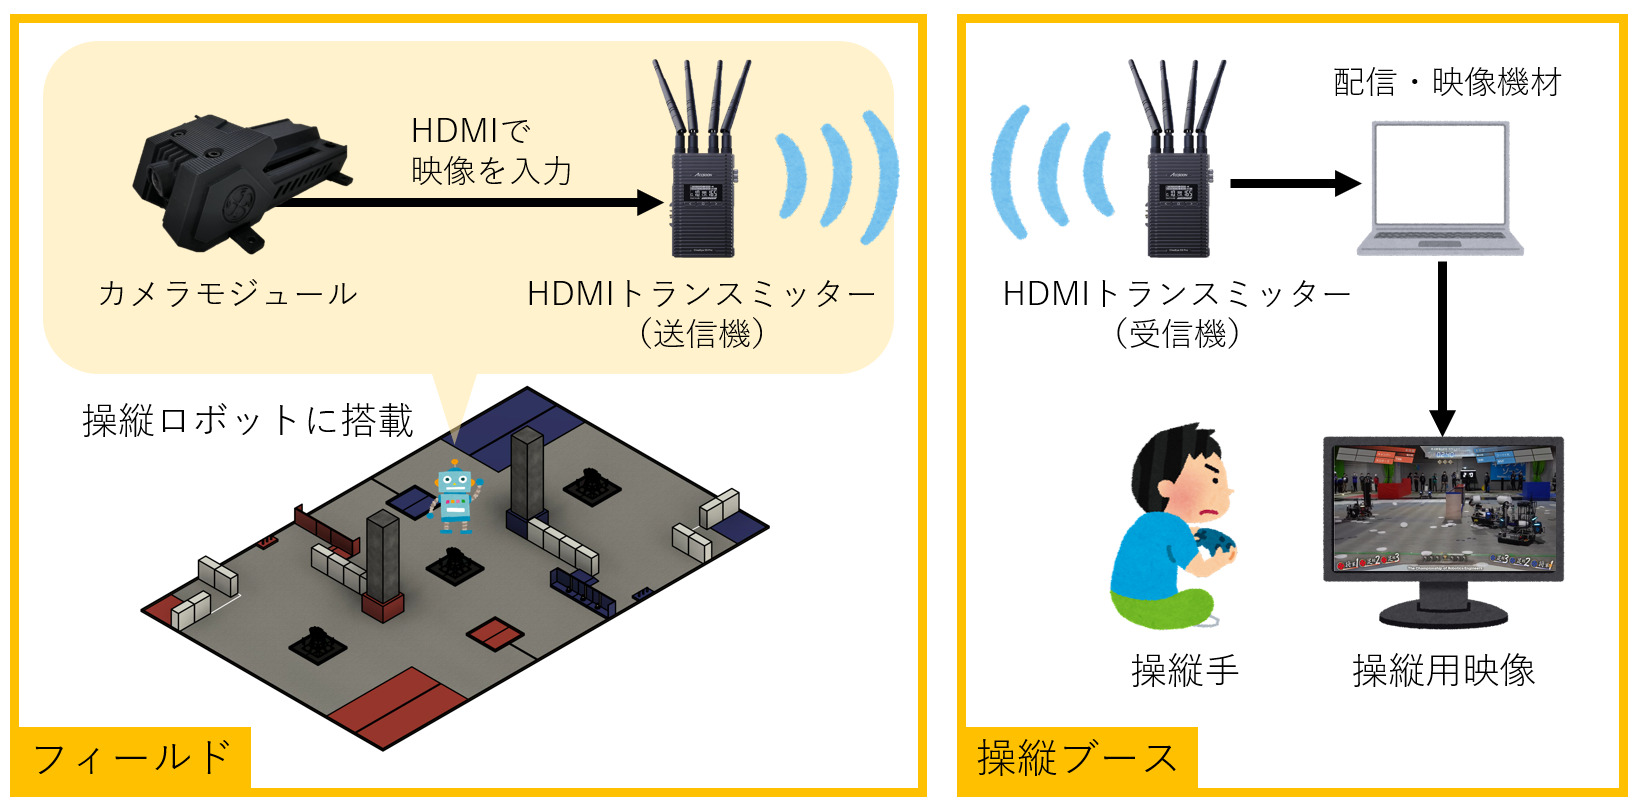 HDMIで
映像を入力
カメラモジュール
HDMIトランスミッター
（送信機）
操縦ロボットに搭載
フィールド
配信・映像機材
HDMIトランスミッター
（受信機）
操縦手
操縦用映像
操縦ブース
Accsoon